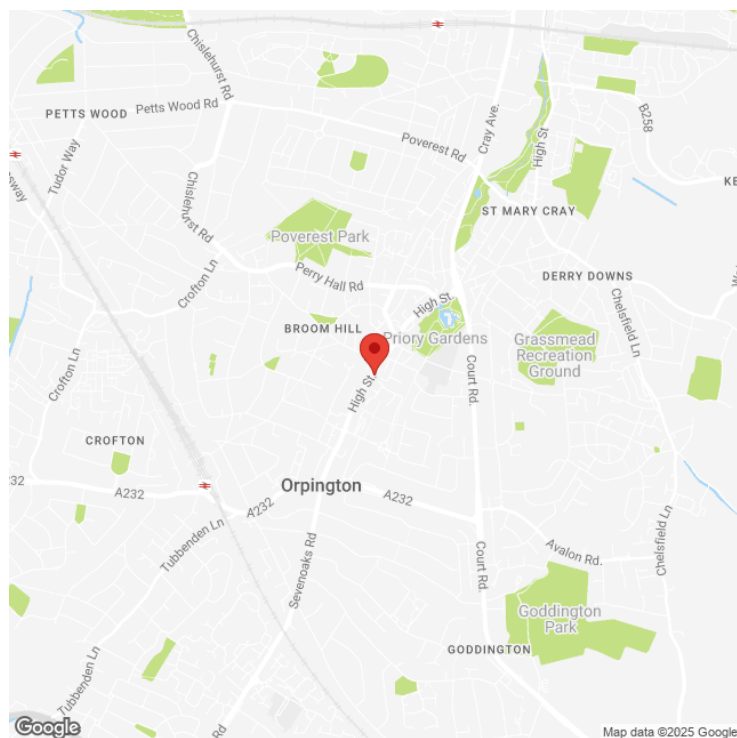 Chislehurst Rd
PETTS WOOD
Petts Wood Rd
Cray Ave.
B258
High St
Poverest Rd
Tudor Way
Chislehurst Rd
ST MARY CRAY
Poverest Park
Perry Hall Rd
DERRY DOWNS
Crofton Ln
High St.
Chelsfield Ln
BROOM HILL
Priory Gardens
Grassmead
Recreation
Ground
Crofton Ln
High St.
Court Rd.
CROFTON
A232
Orpington
A232
A232
Tubbenden Ln
Sevenoaks Rd
Court Rd.
Avalon Rd.
Chelsfield Ln
Goddington
Park
GODDINGTON
Tubbenden Ln
Rd
Google
Map data ©2025 Google